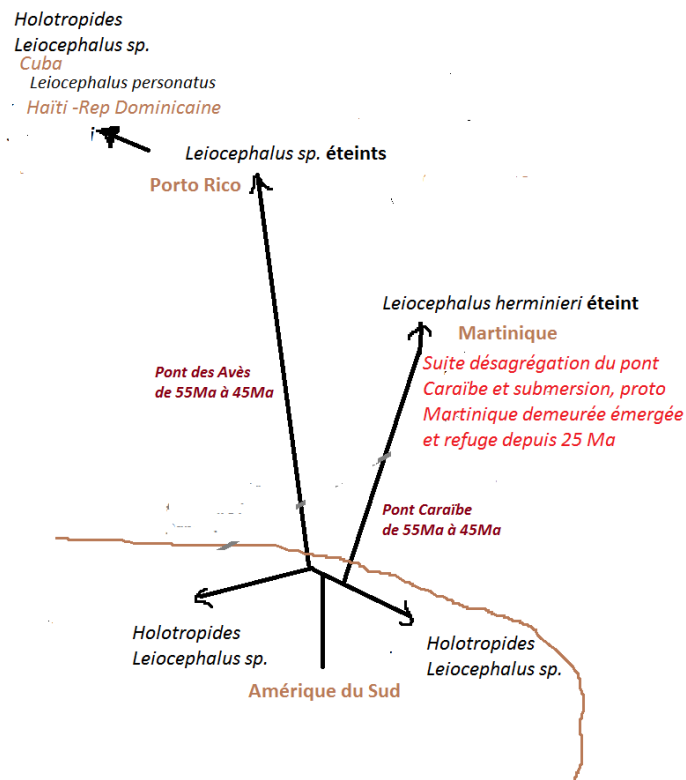 Holotropides
Leiocephalus sp.
Cuba
Leiocephalus personatus
Haïti -Rep Dominicaine
Leiocephalus sp. éteints
Porto Rico
Leiocephalus herminieri éteint
Martinique
Suite désagrégation du pont
Caraïbe et submersion, proto
Martinique demeurée émergée
et refuge depuis 25 Ma
Pont des Avès
de 55Ma à 45Ma
Pont Caraïbe
de 55Ma à 45Ma
Holotropides
Leiocephalus sp.
Holotropides
Leiocephalus sp.
Amérique du Sud